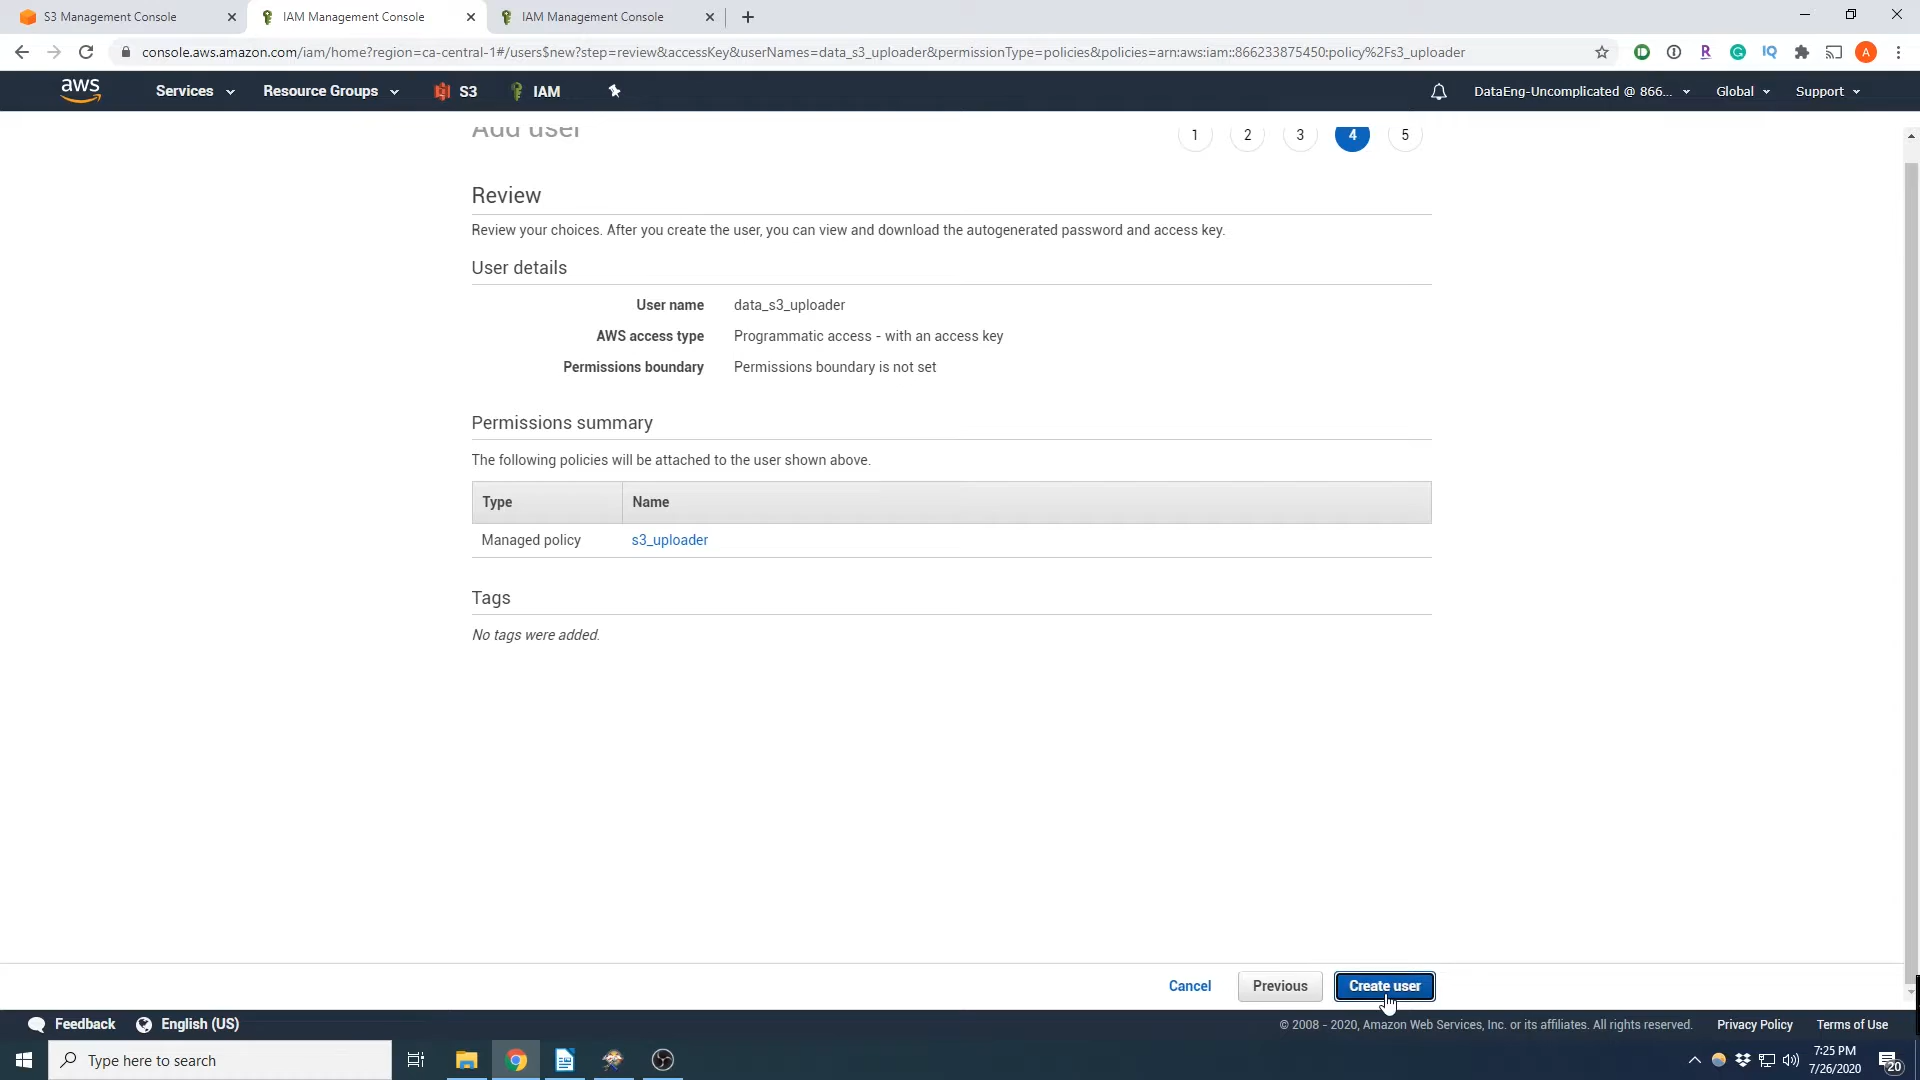 S3 Management Console
IAM Management Console
IAM Management Console
console.aws.amazon.com/iam/home?region=ca-central-1#/users$new?step=review&accessKey&userNames=data_s3_uploader&permissionType=policies&policies=arn:aws:iam::866233875450:policy%2Fs3_uploader
aws Services Resource Groups S3 IAM DataEng-Uncomplicated @ 866... Global Support
Add user 1 2 3 4 5
Review
Review your choices. After you create the user, you can view and download the autogenerated password and access key.
User details
User name data_s3_uploader
AWS access type Programmatic access - with an access key
Permissions boundary Permissions boundary is not set
Permissions summary
The following policies will be attached to the user shown above.
Type Name
Managed policy s3_uploader
Tags
No tags were added.
Cancel Previous Create user
Feedback English (US) © 2008 - 2020, Amazon Web Services, Inc. or its affiliates. All rights reserved. Privacy Policy Terms of Use
Type here to search
7:25 PM
7/26/2020
20